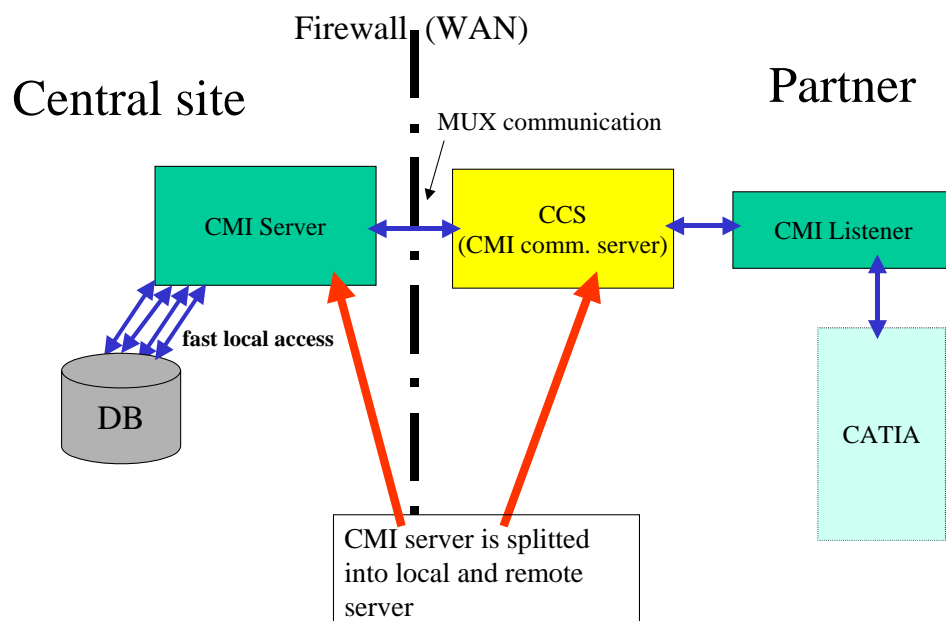 Firewall (WAN)
Central site
Partner
MUX communication
CMI Server
CCS
(CMI comm. server)
CMI Listener
fast local access
DB
CATIA
CMI server is splitted
into local and remote
server